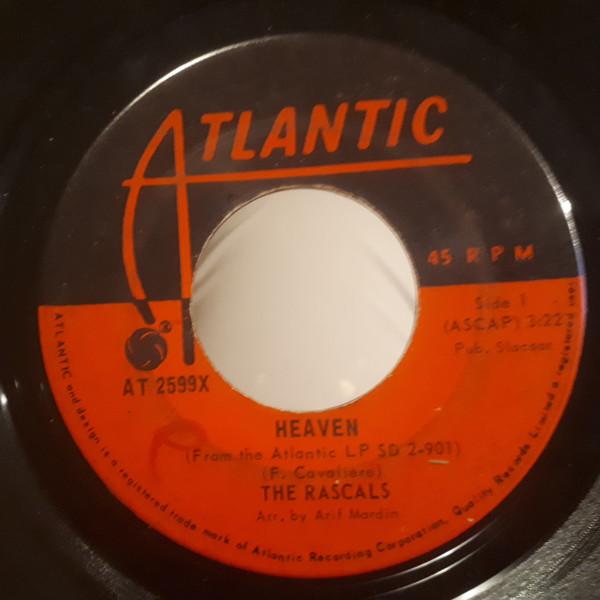 ATLANTIC
45 RPM
Side 1
(ASCAP) 3:22
Pub. Slacsar
®
AT 2599X
HEAVEN
(From the Atlantic LP SD 2-901)
(F. Cavaliere)
THE RASCALS
Arr. by Arif Mardin
ATLANTIC and design is a registered trade mark of Atlantic Recording Corporation, Quality Records Limited a registered user